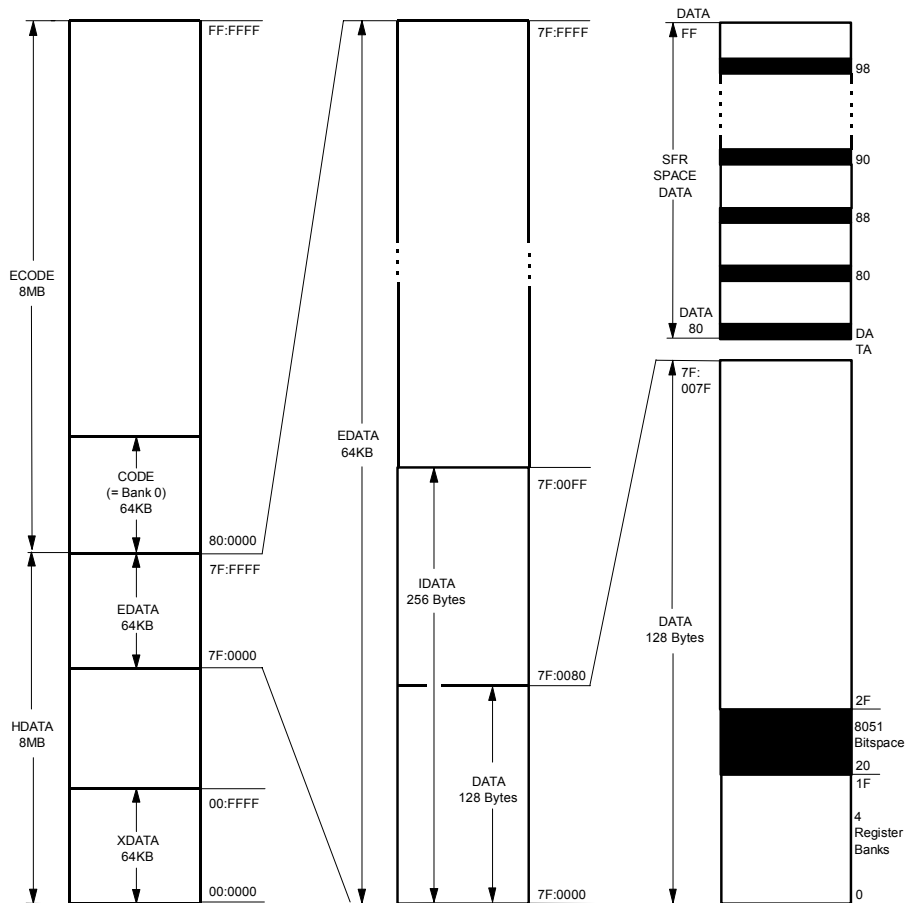 FF:FFFF
ECODE
8MB
CODE
(= Bank 0)
64KB
80:0000
7F:FFFF
EDATA
64KB
7F:0000
HDATA
8MB
00:FFFF
XDATA
64KB
00:0000
7F:FFFF
EDATA
64KB
7F:00FF
IDATA
256 Bytes
7F:0080
DATA
128 Bytes
7F:0000
DATA
FF
98
SFR
SPACE
DATA
90
88
80
DATA
80
DA
TA
7F:
007F
DATA
128 Bytes
2F
8051
Bitspace
20
1F
4
Register
Banks
0